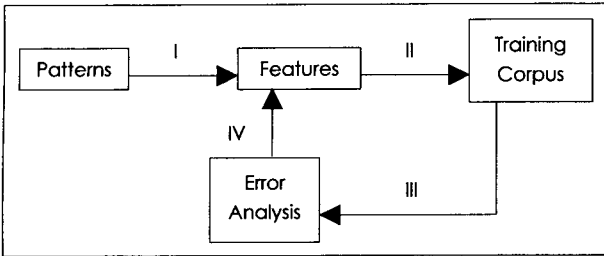 I
II
Training
Corpus
Patterns
Features
IV
Error
Analysis
III